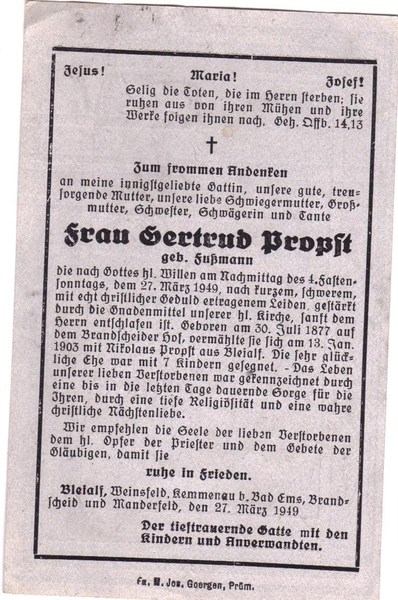 Jesus! Maria! Josef!
Selig die Toten, die im Herrn sterben; sie
ruhen aus von ihren Mühen und ihre
Werke folgen ihnen nach. Geh. Offb. 14,13
Zum frommen Andenken
an meine innigstgeliebte Gattin, unsere gute, treu-
sorgende Mutter, unsere liebe Schwiegermutter, Groß-
mutter, Schwester, Schwägerin und Tante
Frau Gertrud Propst
geb. Fußmann
die nach Gottes hl. Willen am Nachmittag des 4. Fasten-
sonntags, dem 27. März 1949, nach kurzem, schwerem,
mit echt christlicher Geduld ertragenem Leiden, gestärkt
durch die Gnadenmittel unserer hl. Kirche, sanft dem
Herrn entschlafen ist. Geboren am 30. Juli 1877 auf
dem Brandscheider Hof, vermählte sie sich am 13. Jan.
1903 mit Nikolaus Propst aus Bleialf. Die sehr glück-
liche Ehe war mit 7 Kindern gesegnet. - Das Leben
unserer lieben Verstorbenen war gekennzeichnet durch
eine bis in die letzten Tage dauernde Sorge für die
Ihren, durch eine tiefe Religiösität und eine wahre
christliche Nächstenliebe.
Wir empfehlen die Seele der lieben Verstorbenen
dem hl. Opfer der Priester und dem Gebete der
Gläubigen, damit sie
ruhe in Frieden.
Bleialf, Weinsfeld, Kemmenau b. Bad Ems, Brand-
scheid und Manderfeld, den 27. März 1949
Der tieftrauernde Gatte mit den
Kindern und Anverwandten.
Fa. M. Jos. Goergen, Prüm.